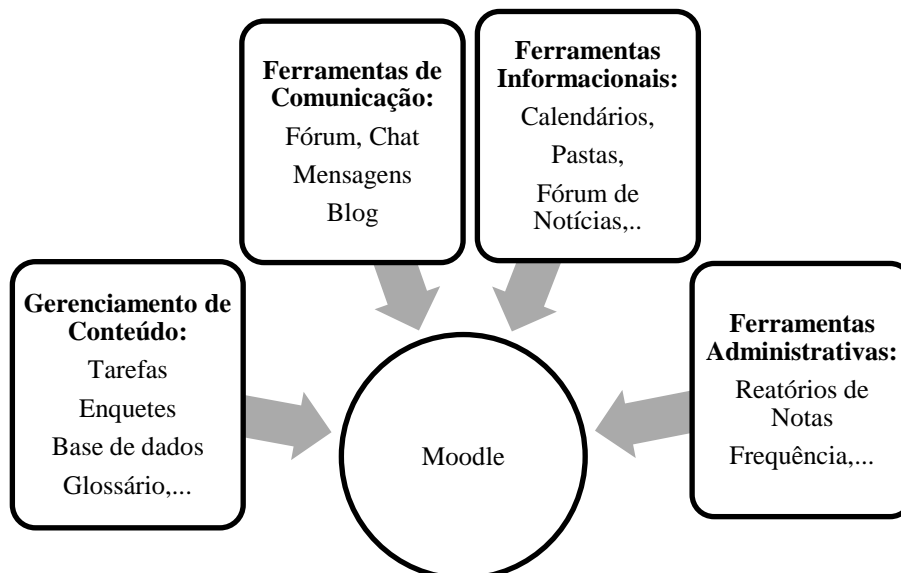 Gerenciamento de
Conteúdo:
Tarefas
Enquetes
Base de dados
Glossário,...
Ferramentas de
Comunicação:
Fórum, Chat
Mensagens
Blog
Ferramentas
Informacionais:
Calendários,
Pastas,
Fórum de
Notícias,..
Ferramentas
Administrativas:
Reatórios de
Notas
Frequência,...
Moodle